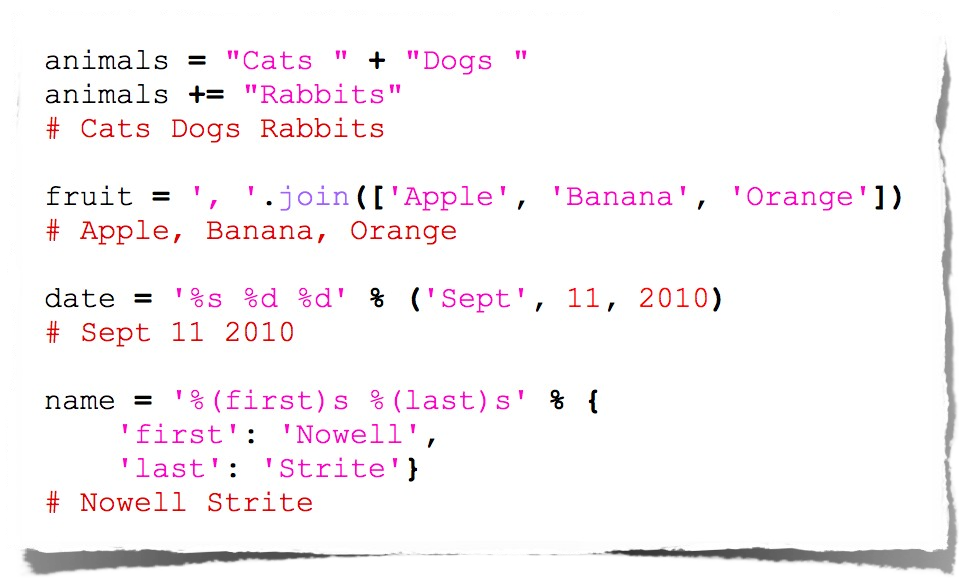 animals = "Cats " + "Dogs "
animals += "Rabbits"
# Cats Dogs Rabbits

fruit = ', '.join(['Apple', 'Banana', 'Orange'])
# Apple, Banana, Orange

date = '%s %d %d' % ('Sept', 11, 2010)
# Sept 11 2010

name = '%(first)s %(last)s' % {
    'first': 'Nowell',
    'last': 'Strite'}
# Nowell Strite